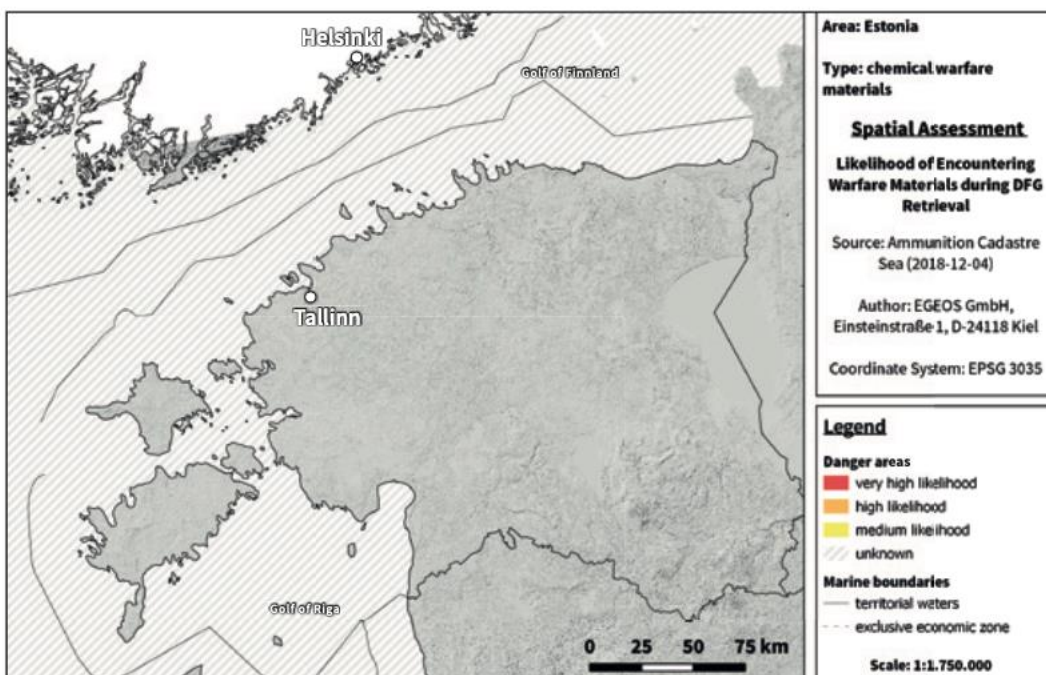 Helsinki
Golf of Finnland
Tallinn
Golf of Riga
0 25 50 75 km
Area: Estonia
Type: chemical warfare
materials
Spatial Assessment
Likelihood of Encountering
Warfare Materials during DFG
Retrieval
Source: Ammunition Cadastre
Sea (2018-12-04)
Author: EGEOS GmbH,
Einsteinstraße 1, D-24118 Kiel
Coordinate System: EPSG 3035
Legend
Danger areas
very high likelihood
high likelihood
medium likelihood
unknown
Marine boundaries
territorial waters
exclusive economic zone
Scale: 1:1.750.000